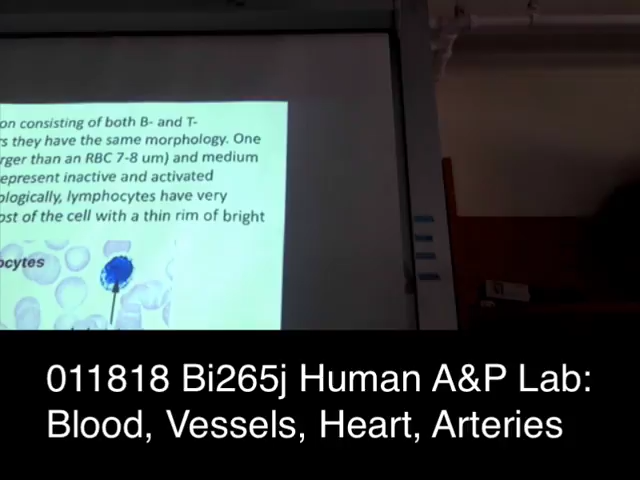 on consisting of both B- and T-
s they have the same morphology. One
rger than an RBC 7-8 um) and medium
epresent inactive and activated
ologically, lymphocytes have very
ost of the cell with a thin rim of bright
ocytes
011818 Bi265j Human A&P Lab:
Blood, Vessels, Heart, Arteries